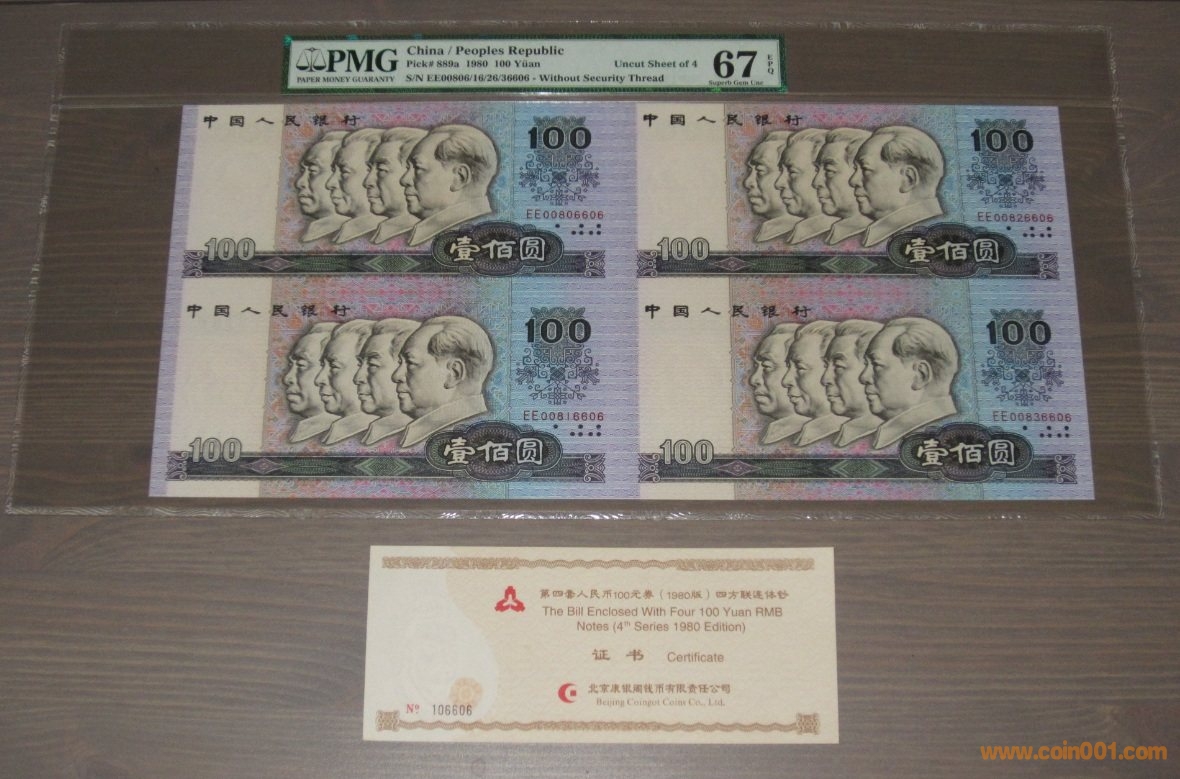 PMG
PAPER MONEY GUARANTY
China / Peoples Republic
Pick# 889a 1980 100 Yüan
Uncut Sheet of 4
S/N EE00806/16/26/36606 - Without Security Thread
67
EPQ
Superb Gem Unc
中国人民银行
100
EE00806606
100
壹佰圆
中国人民银行
100
EE00826606
100
壹佰圆
中国人民银行
100
EE00816606
100
壹佰圆
中国人民银行
100
EE00836606
100
壹佰圆
第四套人民币100元券（1980版）四方联连体钞
The Bill Enclosed With Four 100 Yuan RMB
Notes (4th Series 1980 Edition)
证书 Certificate
北京康银阁钱币有限责任公司
Beijing Coingot Coins Co., Ltd.
Nº 106606
www.coin001.com